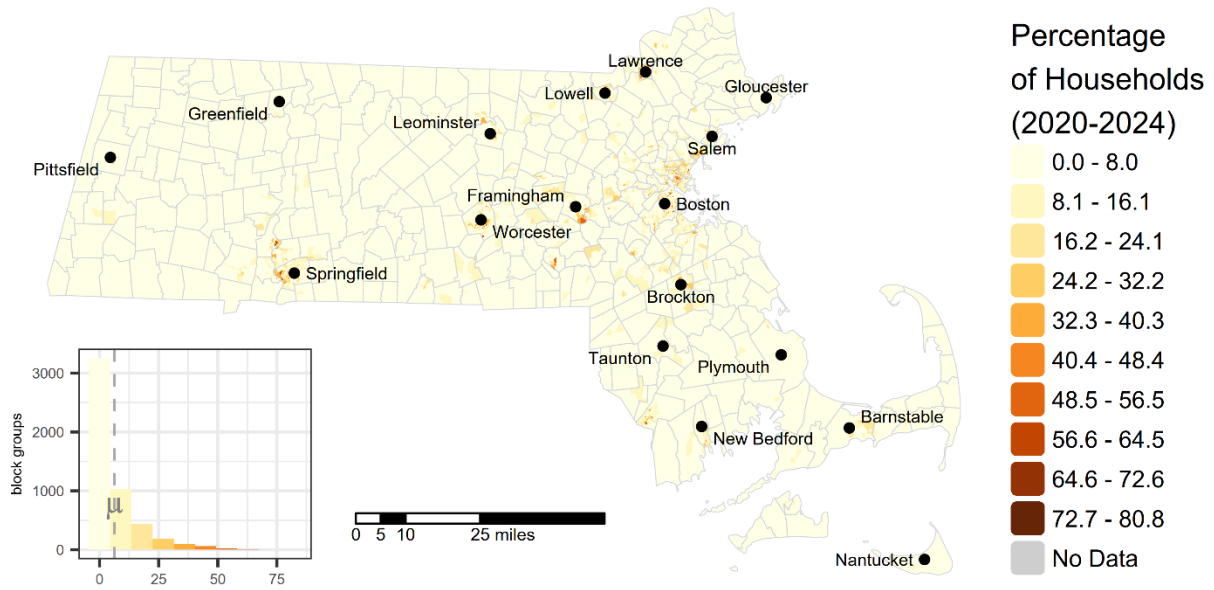 Percentage
of Households
(2020-2024)
0.0 - 8.0
8.1 - 16.1
16.2 - 24.1
24.2 - 32.2
32.3 - 40.3
40.4 - 48.4
48.5 - 56.5
56.6 - 64.5
64.6 - 72.6
72.7 - 80.8
No Data
Lawrence
Lowell
Gloucester
Greenfield
Leominster
Salem
Pittsfield
Framingham
Boston
Worcester
Springfield
Brockton
Taunton
Plymouth
Barnstable
New Bedford
Nantucket
block groups
3000
2000
1000
0
μ
0 25 50 75
0 5 10 25 miles